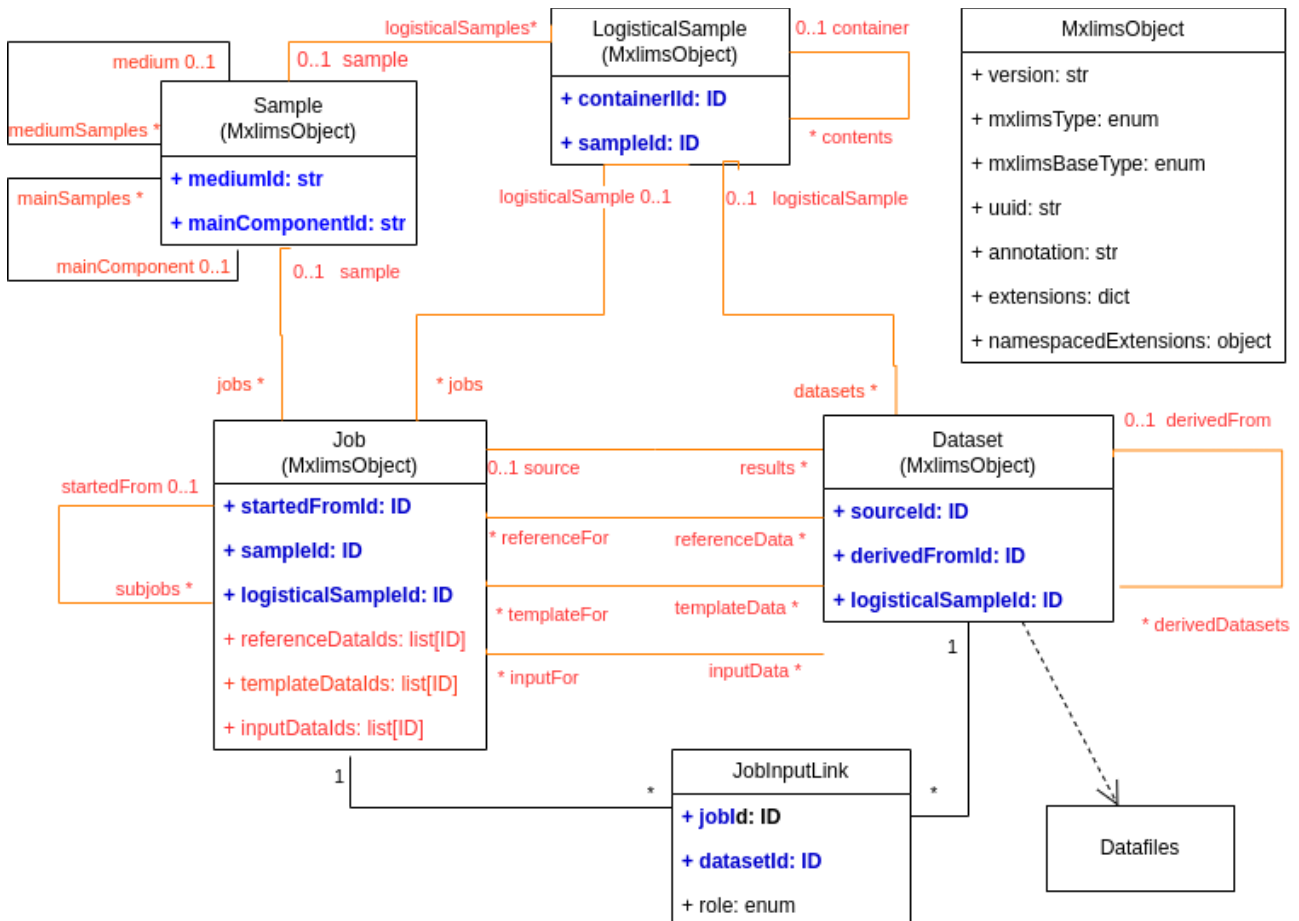 logisticalSamples*
LogisticalSample
(MxlimsObject)
0..1 container
MxlimsObject
medium 0..1
0..1 sample
+ version: str
Sample
(MxlimsObject)
+ containerIId: ID
+ mxlimsType: enum
mediumSamples *
* contents
+ sampleId: ID
+ mxlimsBaseType: enum
+ mediumId: str
mainSamples *
logisticalSample 0..1
0..1 logisticalSample
+ uuid: str
+ mainComponentId: str
+ annotation: str
mainComponent 0..1
0..1 sample
+ extensions: dict
+ namespacedExtensions: object
jobs *
* jobs
datasets *
0..1 derivedFrom
Job
(MxlimsObject)
Dataset
(MxlimsObject)
0..1 source
results *
startedFrom 0..1
+ startedFromId: ID
+ sourceId: ID
* referenceFor
referenceData *
+ sampleId: ID
+ derivedFromId: ID
subjobs *
+ logisticalSampleId: ID
* templateFor
templateData *
+ logisticalSampleId: ID
* derivedDatasets
+ referenceDataIds: list[ID]
1
* inputFor
inputData *
+ templateDataIds: list[ID]
+ inputDataIds: list[ID]
1
JobInputLink
*
*
+ jobId: ID
+ datasetId: ID
Datafiles
+ role: enum